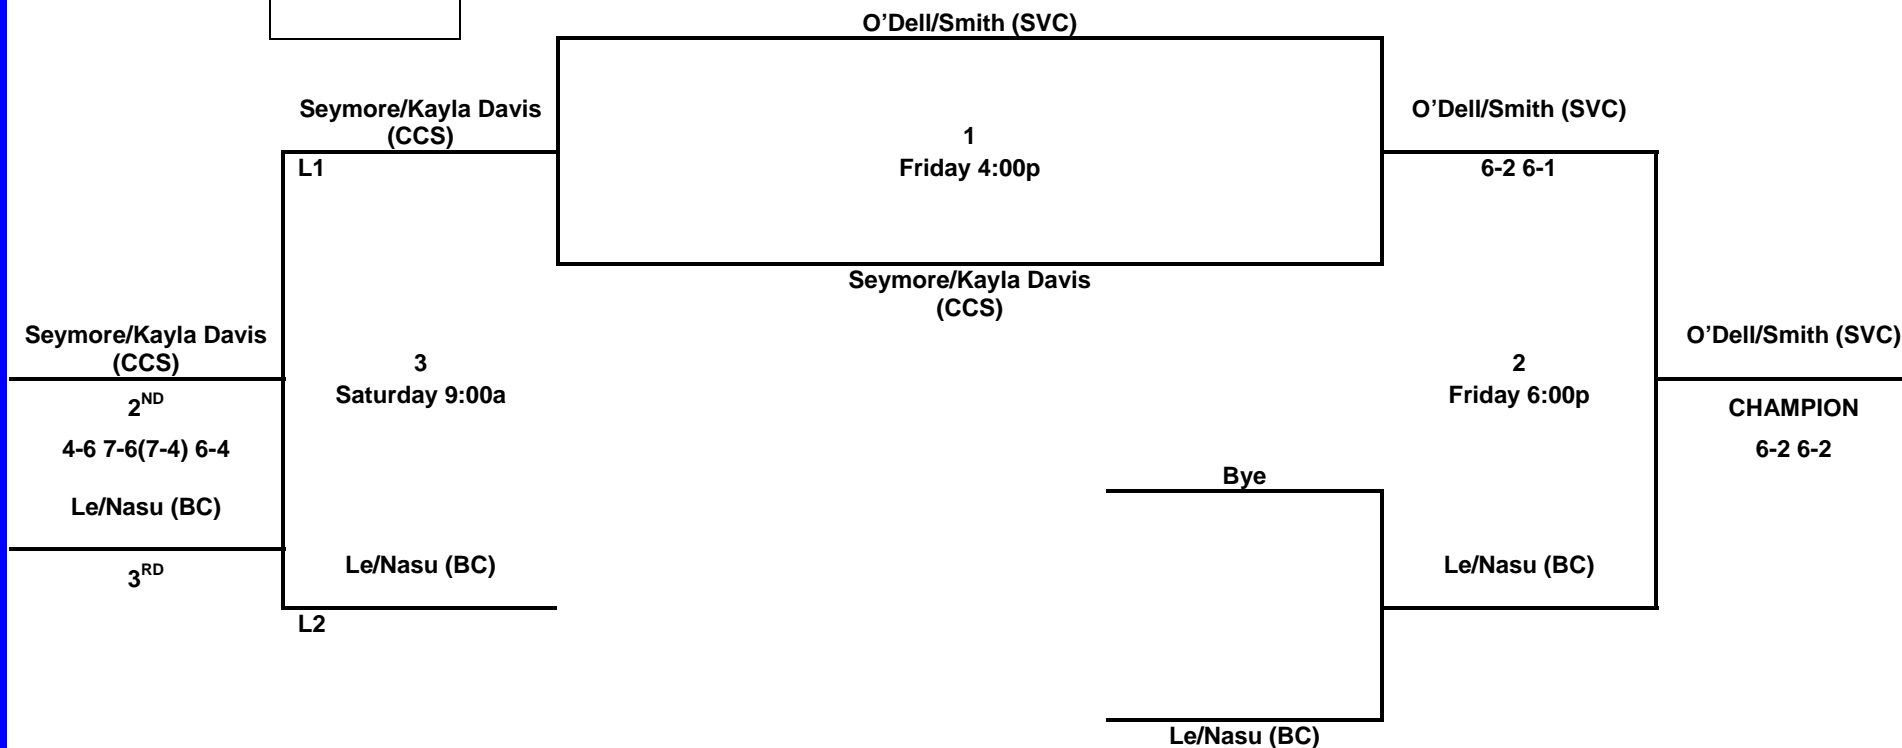 O’Dell/Smith (SVC)
Seymore/Kayla Davis
(CCS)
L1
1
Friday 4:00p
O’Dell/Smith (SVC)
6-2 6-1
Seymore/Kayla Davis
(CCS)
Seymore/Kayla Davis
(CCS)
2ND
4-6 7-6(7-4) 6-4
Le/Nasu (BC)
3RD
3
Saturday 9:00a
Le/Nasu (BC)
L2
2
Friday 6:00p
O’Dell/Smith (SVC)
CHAMPION
6-2 6-2
Bye
Le/Nasu (BC)
Le/Nasu (BC)